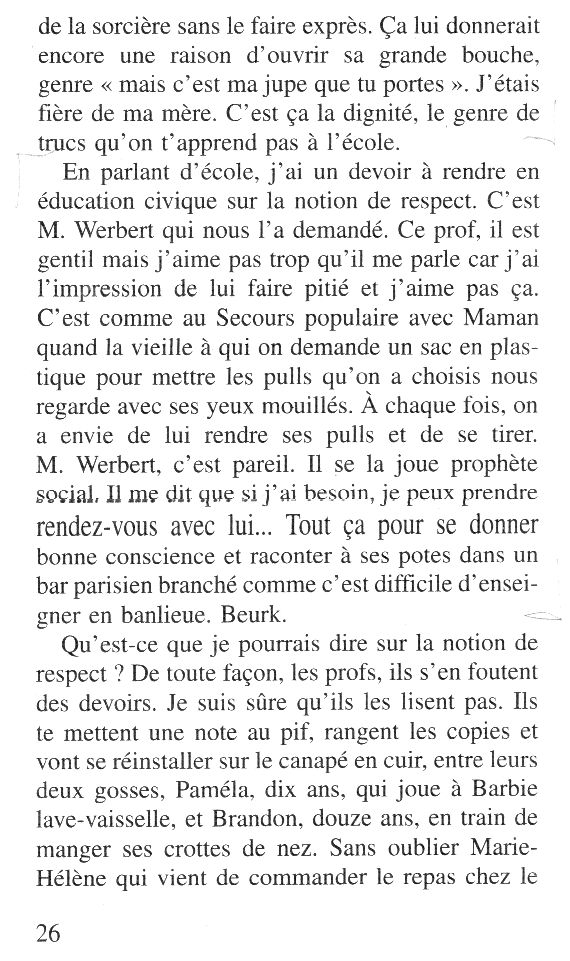 de la sorcière sans le faire exprès. Ça lui donnerait
encore une raison d'ouvrir sa grande bouche,
genre « mais c'est ma jupe que tu portes ». J'étais
fière de ma mère. C'est ça la dignité, le genre de
trucs qu'on t'apprend pas à l'école.
En parlant d'école, j'ai un devoir à rendre en
éducation civique sur la notion de respect. C'est
M. Werbert qui nous l'a demandé. Ce prof, il est
gentil mais j'aime pas trop qu'il me parle car j'ai
l'impression de lui faire pitié et j'aime pas ça.
C'est comme au Secours populaire avec Maman
quand la vieille à qui on demande un sac en plas-
tique pour mettre les pulls qu'on a choisis nous
regarde avec ses yeux mouillés. À chaque fois, on
a envie de lui rendre ses pulls et de se tirer.
M. Werbert, c'est pareil. Il se la joue prophète
social. Il me dit que si j'ai besoin, je peux prendre
rendez-vous avec lui... Tout ça pour se donner
bonne conscience et raconter à ses potes dans un
bar parisien branché comme c'est difficile d'ensei-
gner en banlieue. Beurk.
Qu'est-ce que je pourrais dire sur la notion de
respect ? De toute façon, les profs, ils s'en foutent
des devoirs. Je suis sûre qu'ils les lisent pas. Ils
te mettent une note au pif, rangent les copies et
vont se réinstaller sur le canapé en cuir, entre leurs
deux gosses, Paméla, dix ans, qui joue à Barbie
lave-vaisselle, et Brandon, douze ans, en train de
manger ses crottes de nez. Sans oublier Marie-
Hélène qui vient de commander le repas chez le
26